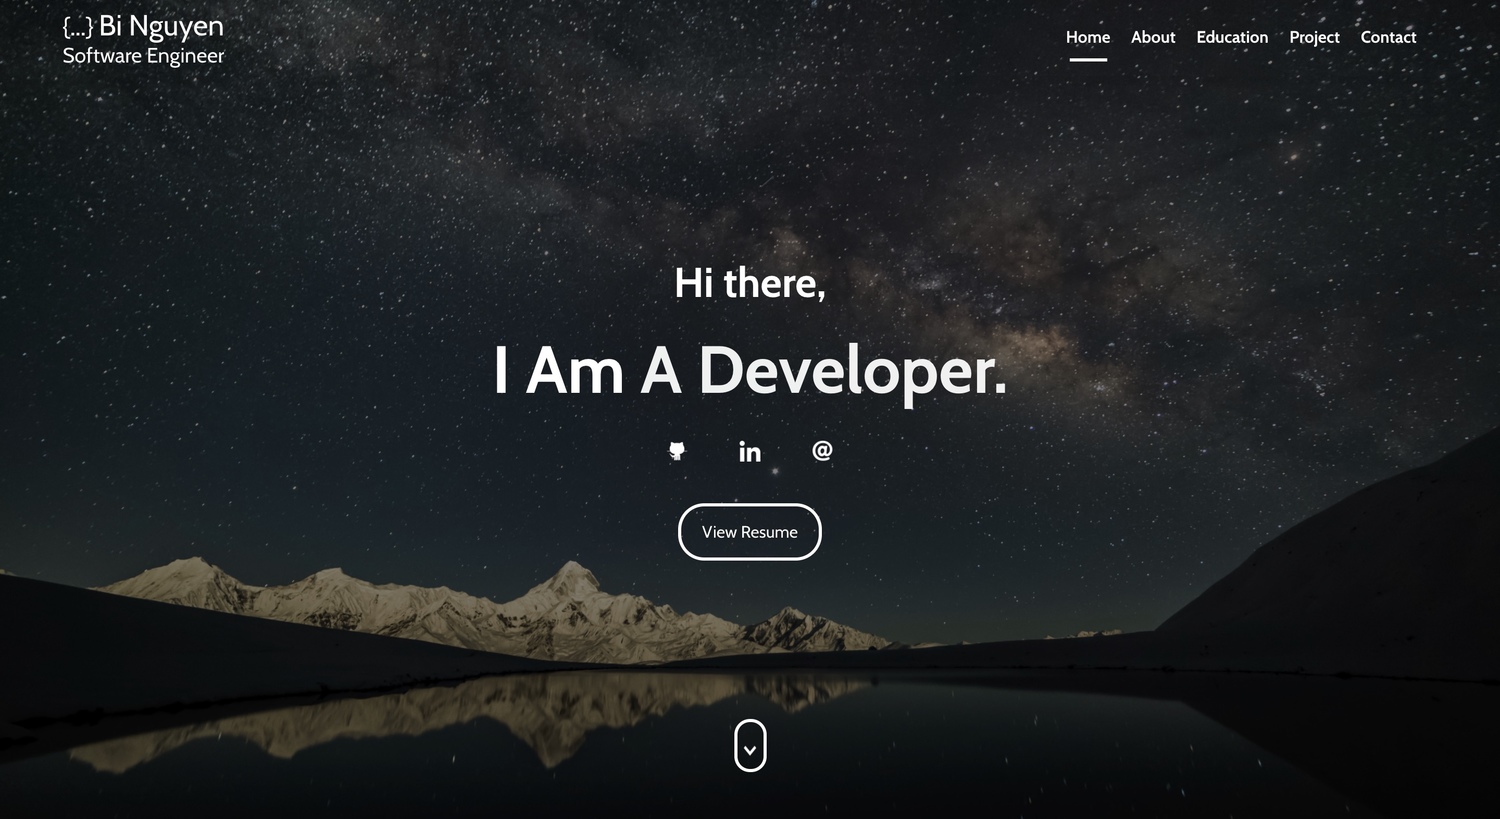 {...} Bi Nguyen
Software Engineer
Home About Education Project Contact
Hi there,
I Am A Developer.
in @
View Resume